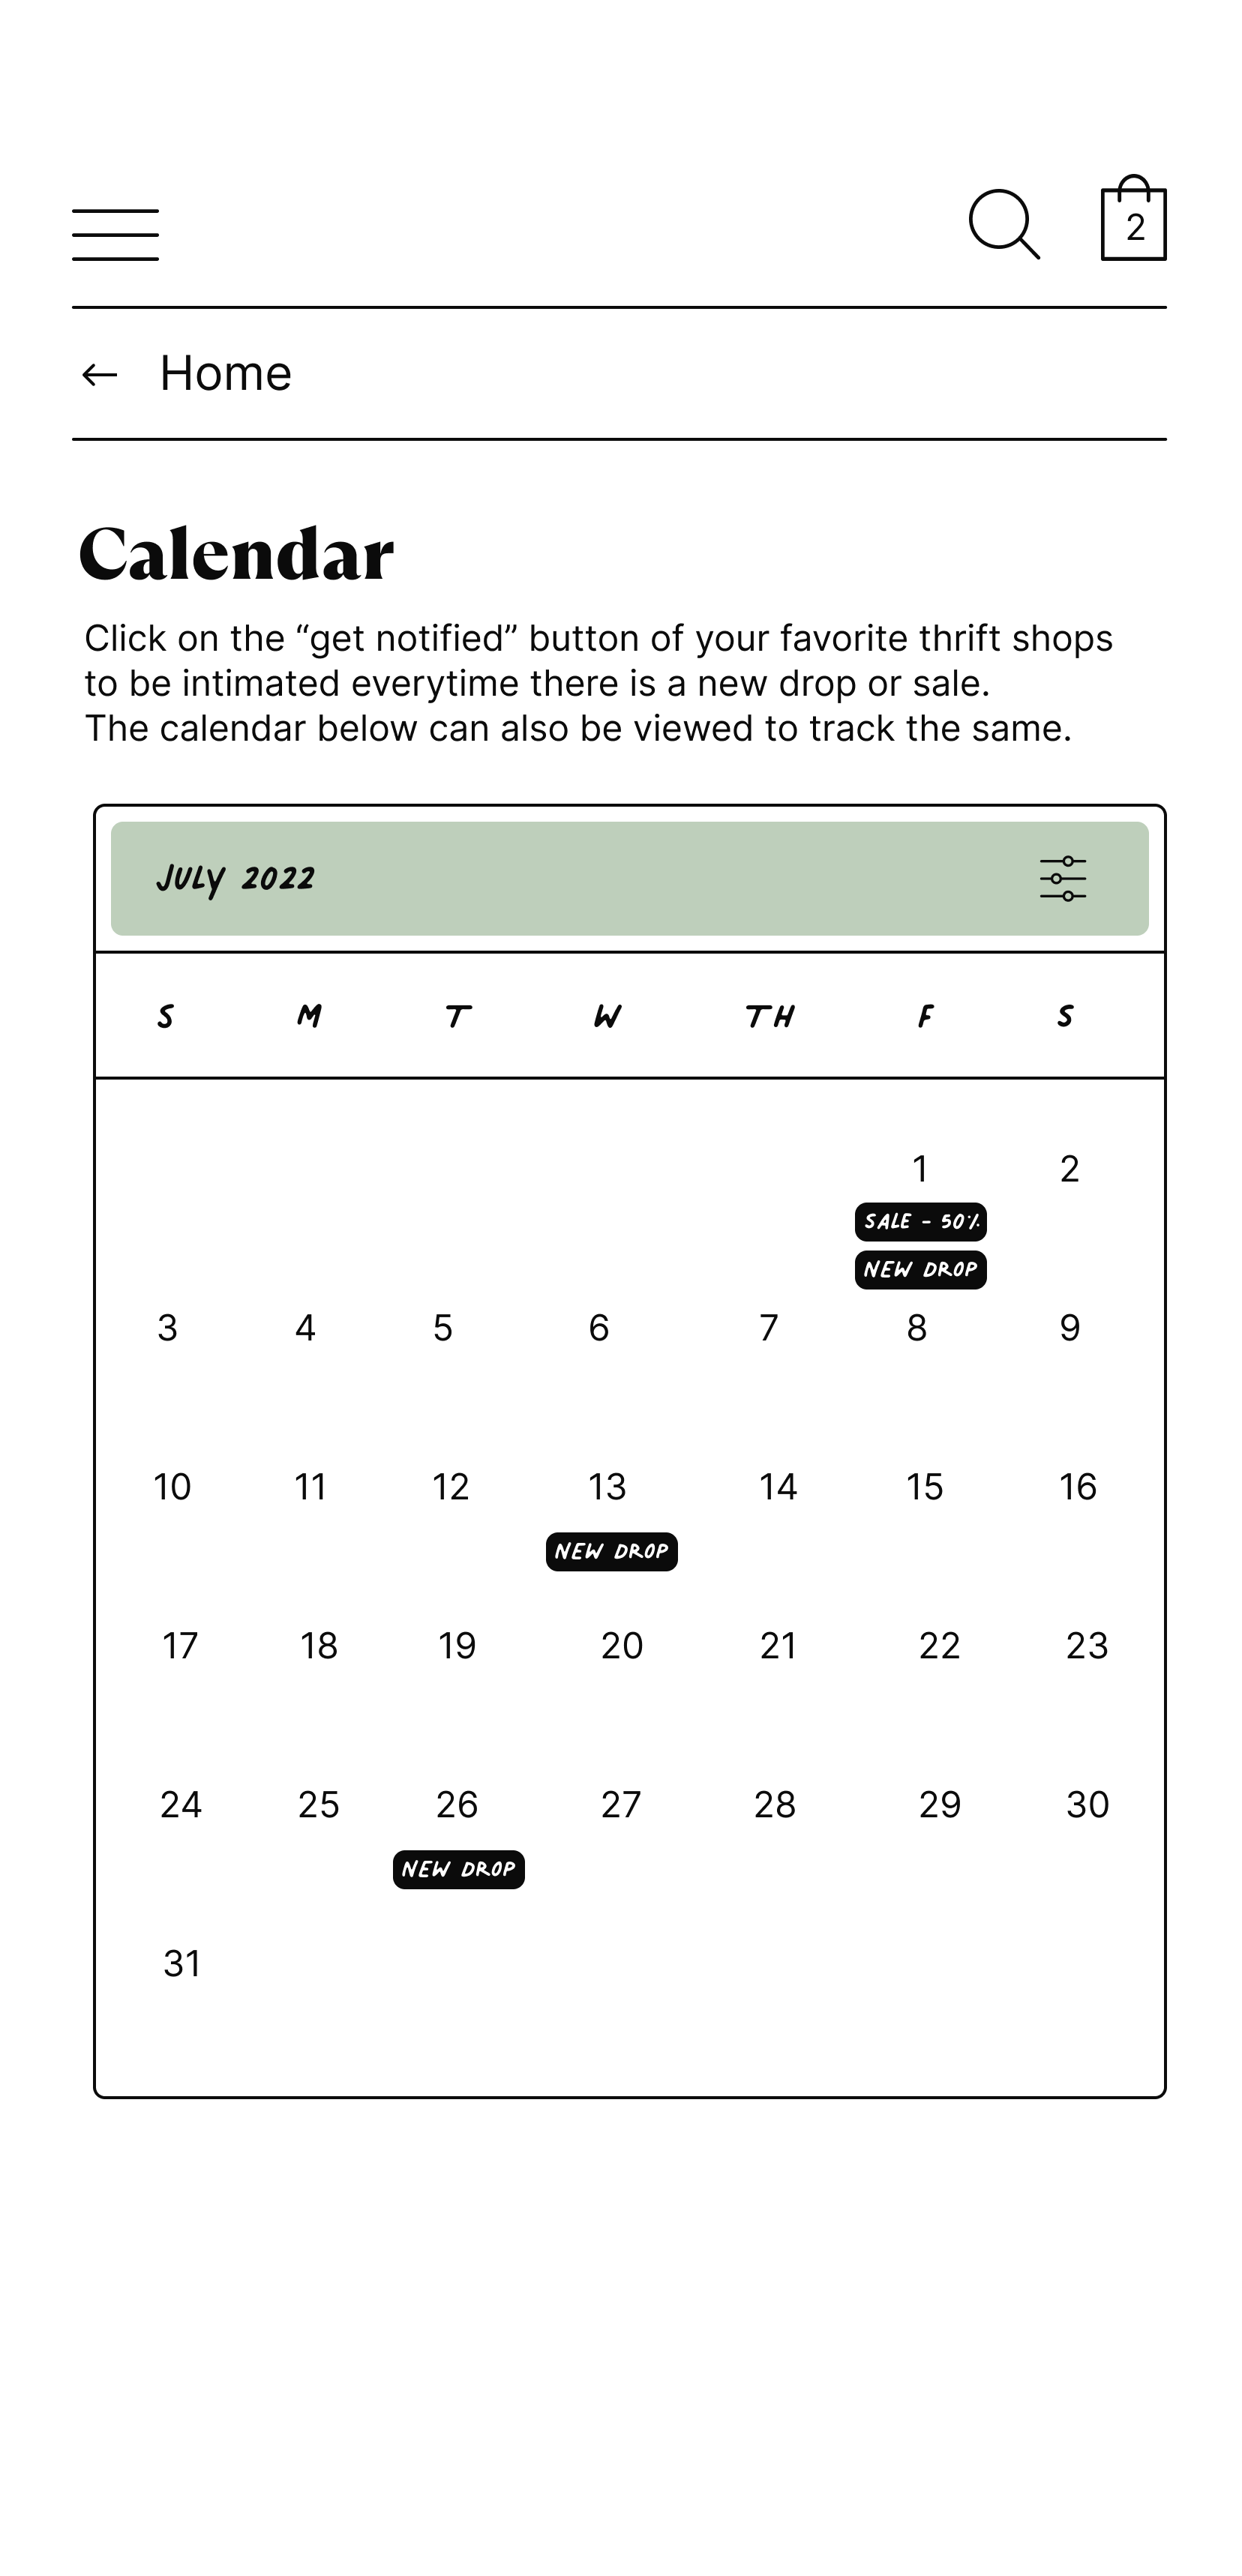 2
Home
Calendar
Click on the “get notified” button of your favorite thrift shops
to be intimated everytime there is a new drop or sale.
The calendar below can also be viewed to track the same.
JULY 2022
S M T W TH F S
1 2
SALE - 50%
NEW DROP
3 4 5 6 7 8 9
10 11 12 13 14 15 16
NEW DROP
17 18 19 20 21 22 23
24 25 26 27 28 29 30
NEW DROP
31